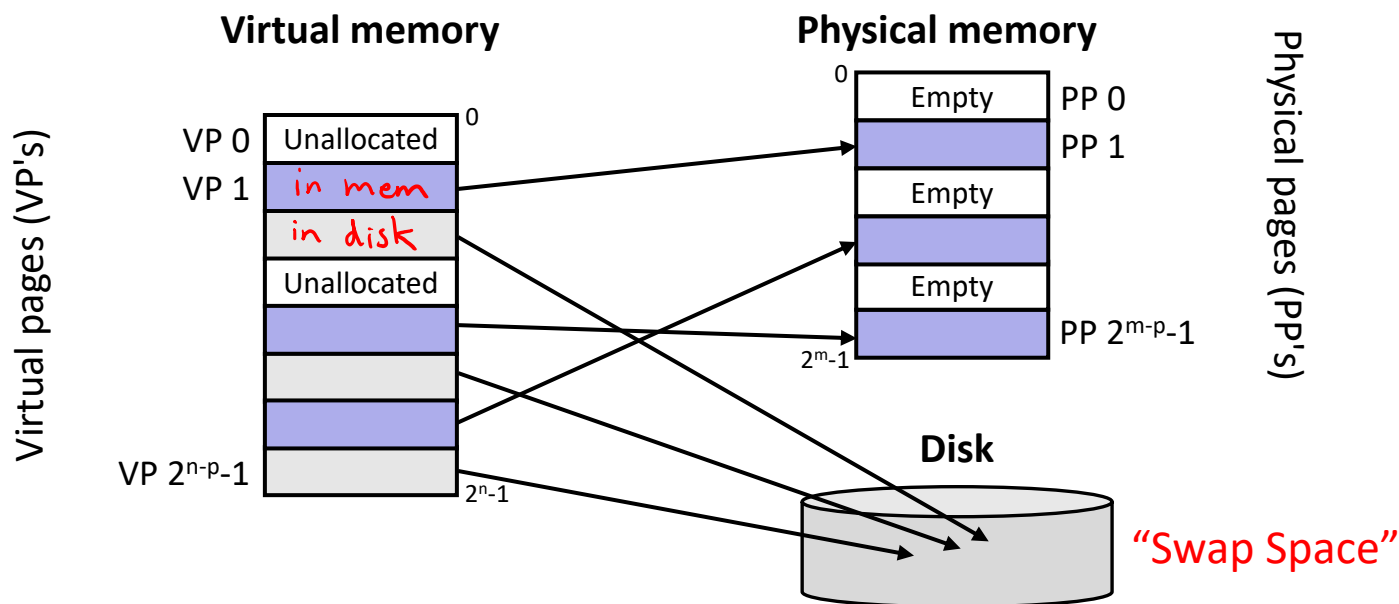 Virtual memory
Physical memory
Virtual pages (VP's)
Physical pages (PP's)
0
VP 0
Unallocated
VP 1
in mem
in disk
Unallocated
VP 2ⁿ⁻ᵖ-1
2ⁿ-1
0
Empty
PP 0
PP 1
Empty
Empty
PP 2ᵐ⁻ᵖ-1
2ᵐ-1
Disk
“Swap Space”